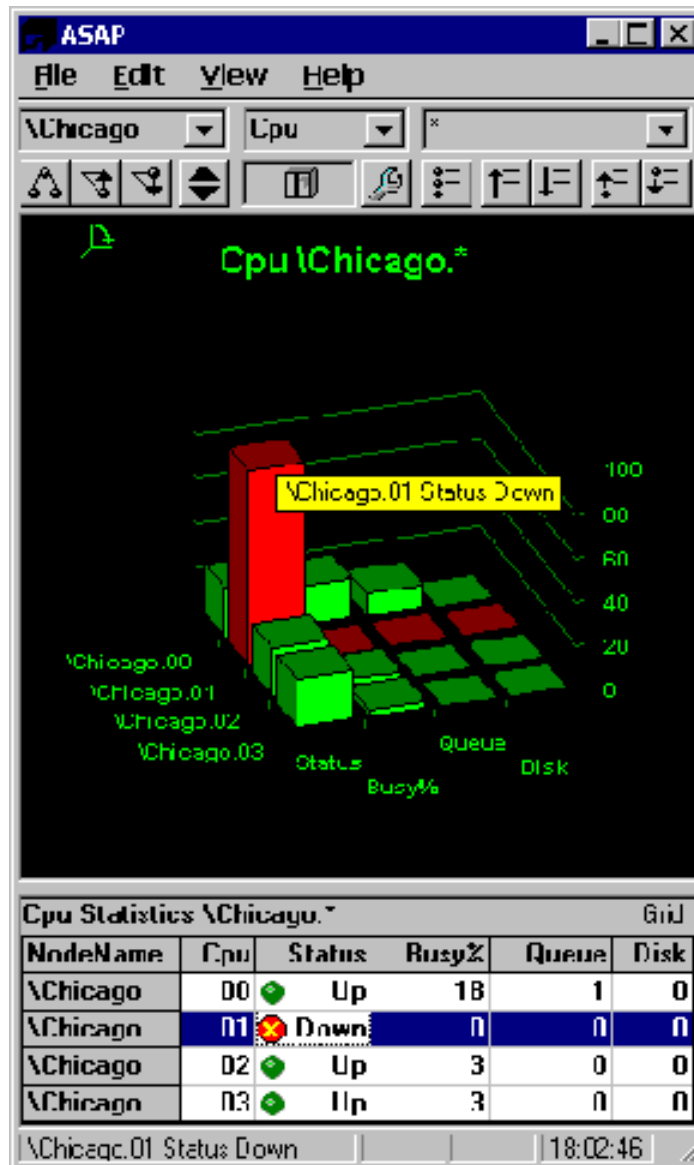 ASAP
File Edit View Help
\Chicago Cpu *
Cpu \Chicago.*
\Chicago.01 Status Down
100
80
60
40
20
0
\Chicago.00
\Chicago.01
\Chicago.02
\Chicago.03
Status
Busy%
Queue
Disk
Cpu Statistics \Chicago.* Grid
NodeName Cpu Status Busy% Queue Disk
\Chicago 00 Up 18 1 0
\Chicago 01 Down 0 0 0
\Chicago 02 Up 3 0 0
\Chicago 03 Up 3 0 0
\Chicago.01 Status Down 18:02:46